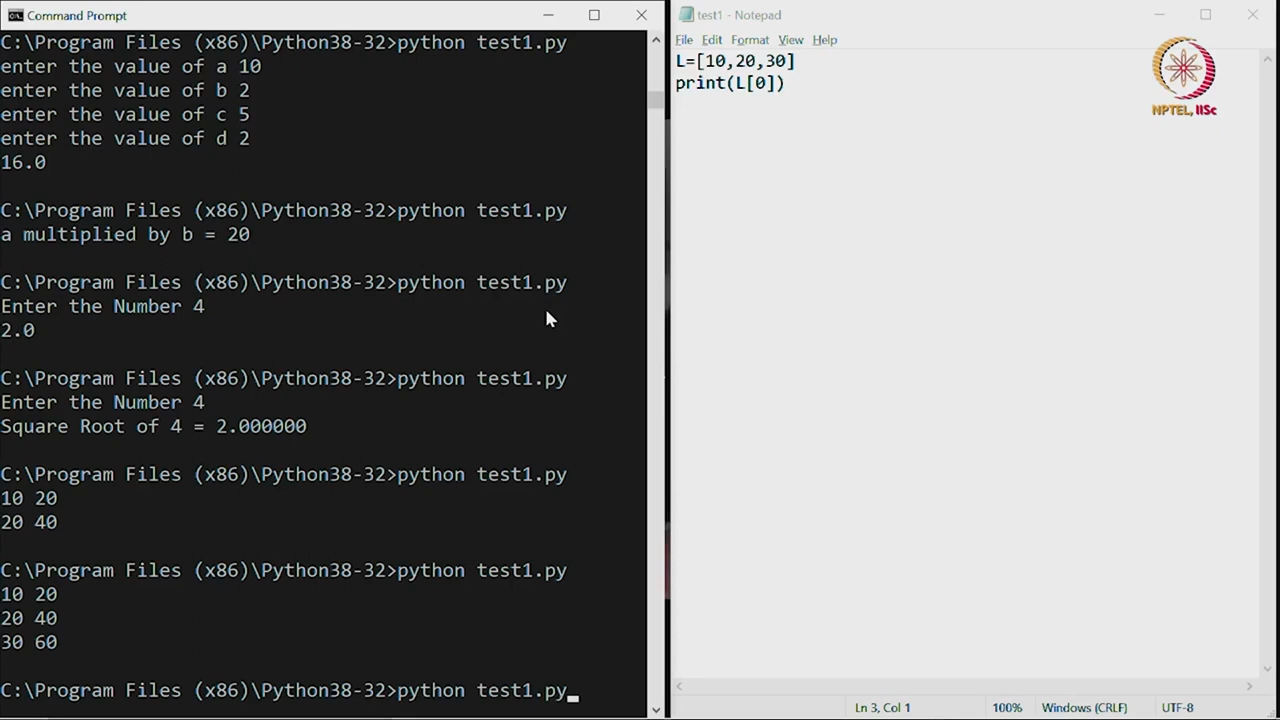 Command Prompt
C:\Program Files (x86)\Python38-32>python test1.py
enter the value of a 10
enter the value of b 2
enter the value of c 5
enter the value of d 2
16.0
C:\Program Files (x86)\Python38-32>python test1.py
a multiplied by b = 20
C:\Program Files (x86)\Python38-32>python test1.py
Enter the Number 4
2.0
C:\Program Files (x86)\Python38-32>python test1.py
Enter the Number 4
Square Root of 4 = 2.000000
C:\Program Files (x86)\Python38-32>python test1.py
10 20
20 40
C:\Program Files (x86)\Python38-32>python test1.py
10 20
20 40
30 60
C:\Program Files (x86)\Python38-32>python test1.py
test1 - Notepad
File Edit Format View Help
L=[10,20,30]
print(L[0])
NPTEL, IISc
Ln 3, Col 1 100% Windows (CRLF) UTF-8